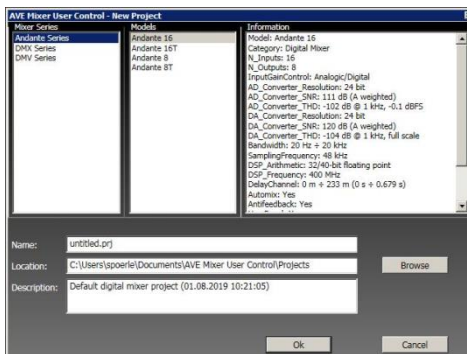 AVE Mixer User Control - New Project
Mixer Series
Andante Series
DMX Series
DMV Series
Models
Andante 16
Andante 16T
Andante 8
Andante 8T
Information
Model: Andante 16
Category: Digital Mixer
N_Inputs: 16
N_Outputs: 8
InputGainControl: Analogic/Digital
AD_Converter_Resolution: 24 bit
AD_Converter_SNR: 111 dB (A weighted)
AD_Converter_THD: -102 dB @ 1 kHz, -0.1 dBFS
DA_Converter_Resolution: 24 bit
DA_Converter_SNR: 120 dB (A weighted)
DA_Converter_THD: -104 dB @ 1 kHz, full scale
Bandwidth: 20 Hz ÷ 20 kHz
SamplingFrequency: 48 kHz
DSP_Arithmetic: 32/40-bit floating point
DSP_Frequency: 400 MHz
DelayChannel: 0 m ÷ 233 m (0 s ÷ 0.679 s)
Automix: Yes
Antifeedback: Yes
Name:
untitled.prj
Location:
C:\Users\spoerle\Documents\AVE Mixer User Control\Projects
Browse
Description:
Default digital mixer project (01.08.2019 10:21:05)
Ok
Cancel